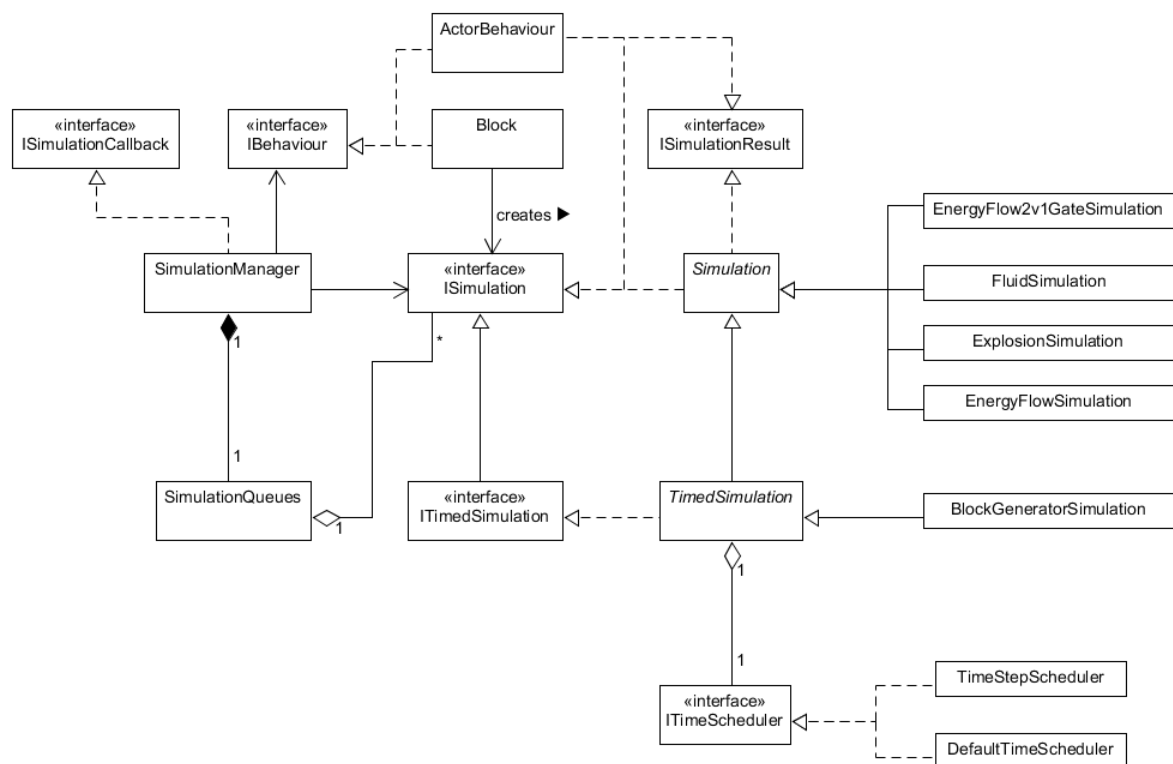 ActorBehaviour
«interface»
ISimulationCallback
«interface»
IBehaviour
Block
«interface»
ISimulationResult
creates ▶
EnergyFlow2v1GateSimulation
SimulationManager
«interface»
ISimulation
Simulation
FluidSimulation
1
*
ExplosionSimulation
EnergyFlowSimulation
1
SimulationQueues
1
«interface»
ITimedSimulation
TimedSimulation
BlockGeneratorSimulation
1
1
«interface»
ITimeScheduler
TimeStepScheduler
DefaultTimeScheduler